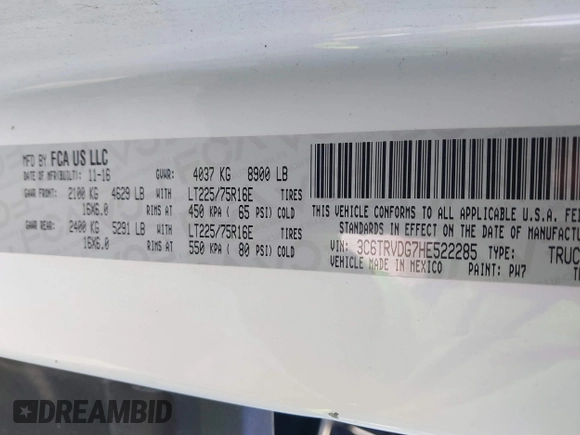 MFD BY FCA US LLC
DATE OF MFR(BUILT): 11-16 GVWR: 4037 KG 8900 LB
GAWR FRONT: 2100 KG 4629 LB WITH LT225/75R16E TIRES
16X6.0 RIMS AT 450 KPA ( 65 PSI) COLD
GAWR REAR: 2400 KG 5291 LB WITH LT225/75R16E TIRES
16X6.0 RIMS AT 550 KPA ( 80 PSI) COLD
THIS VEHICLE CONFORMS TO ALL APPLICABLE U.S.A. FE
STANDARDS IN EFFECT ON THE DATE OF MANUFACTUR
VIN: 3C6TRVDG7HE522285 TYPE: TRUC
VEHICLE MADE IN MEXICO PAINT: PW7
DREAMBID